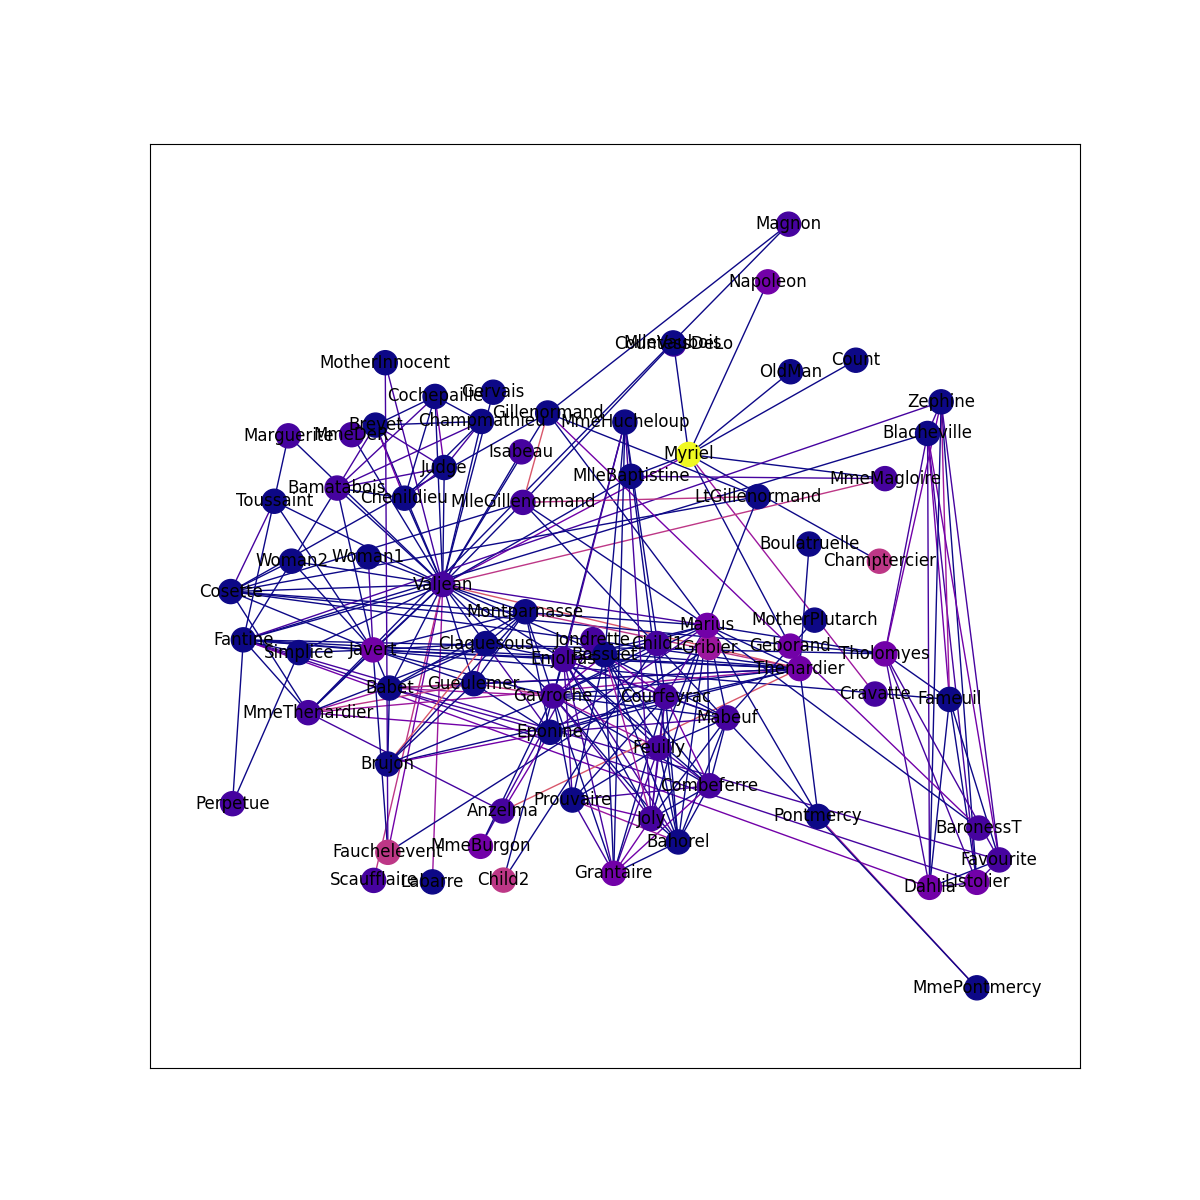 Magnon
Napoleon
MlleVaubois
CountessDeLo
MotherInnocent
Count
OldMan
Gervais
Cochepaille
Zephine
Gillenormand
Champmathieu
MmeHucheloup
Brevet
Blacheville
Marguerite
MmeDeR
Isabeau
Myriel
Judge
MlleBaptistine
MmeMagloire
Bamatabois
Chenildieu
LtGillenormand
Toussaint
MlleGillenormand
Boulatruelle
Woman1
Woman2
Champtercier
Valjean
Cosette
Montparnasse
MotherPlutarch
Marius
Fantine
Jondrette
Claquesous
Child1
Geborand
Gribier
Javert
Simplice
Bossuet
Tholomyes
Enjolras
Thenardier
Gueulemer
Babet
Gavroche
Courfeyrac
Cravatte
Fameuil
MmeThenardier
Mabeuf
Eponine
Feuilly
Brujon
Combeferre
Prouvaire
Perpetue
Anzelma
Pontmercy
Joly
BaronessT
Bahorel
MmeBurgon
Fauchelevent
Favourite
Grantaire
Scaufflaire
Labarre
Child2
Listolier
Dahlia
MmePontmercy